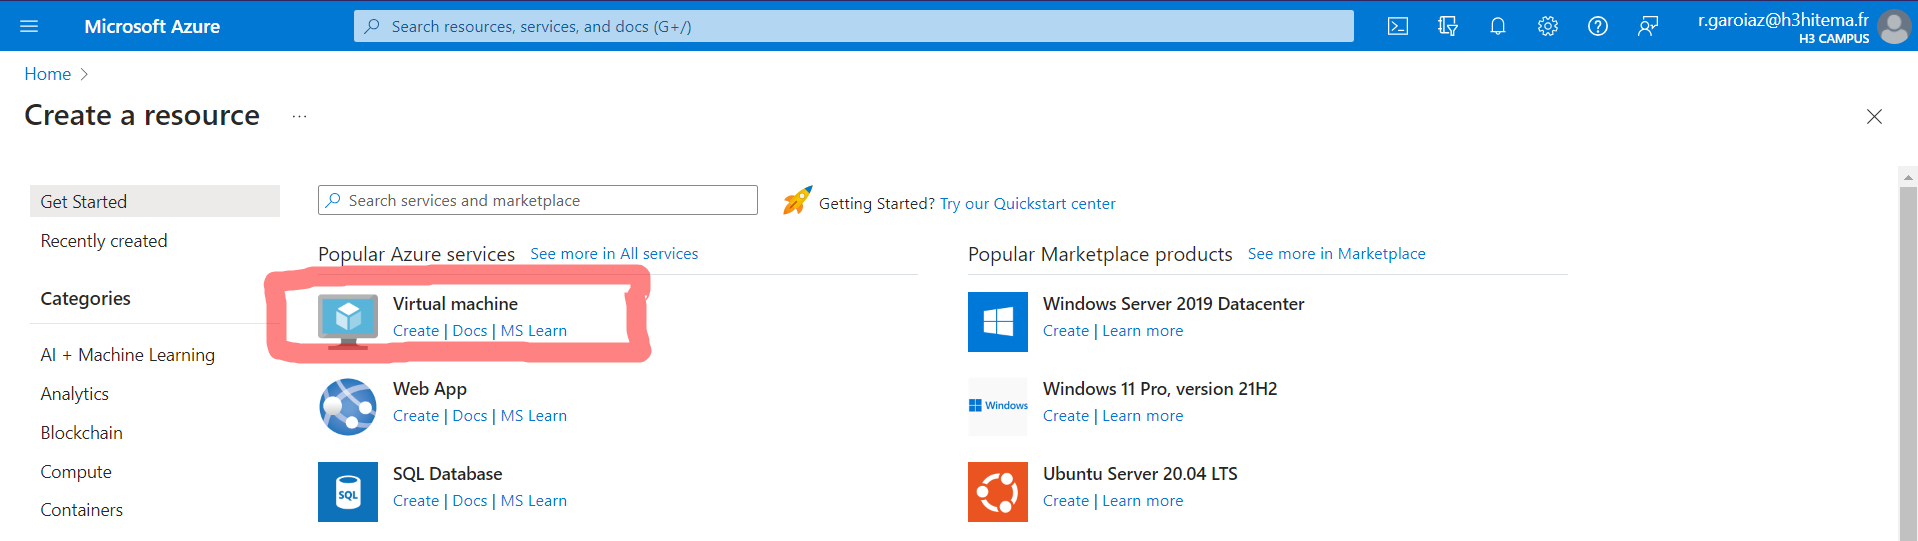 Microsoft Azure
Search resources, services, and docs (G+/)
r.garoiaz@h3hitema.fr
H3 CAMPUS
Home
Create a resource
...
Get Started
Recently created
Categories
AI + Machine Learning
Analytics
Blockchain
Compute
Containers
Search services and marketplace
Getting Started? Try our Quickstart center
Popular Azure services See more in All services
Virtual machine
Create | Docs | MS Learn
Web App
Create | Docs | MS Learn
SQL
SQL Database
Create | Docs | MS Learn
Popular Marketplace products See more in Marketplace
Windows Server 2019 Datacenter
Create | Learn more
Windows
Windows 11 Pro, version 21H2
Create | Learn more
Ubuntu Server 20.04 LTS
Create | Learn more